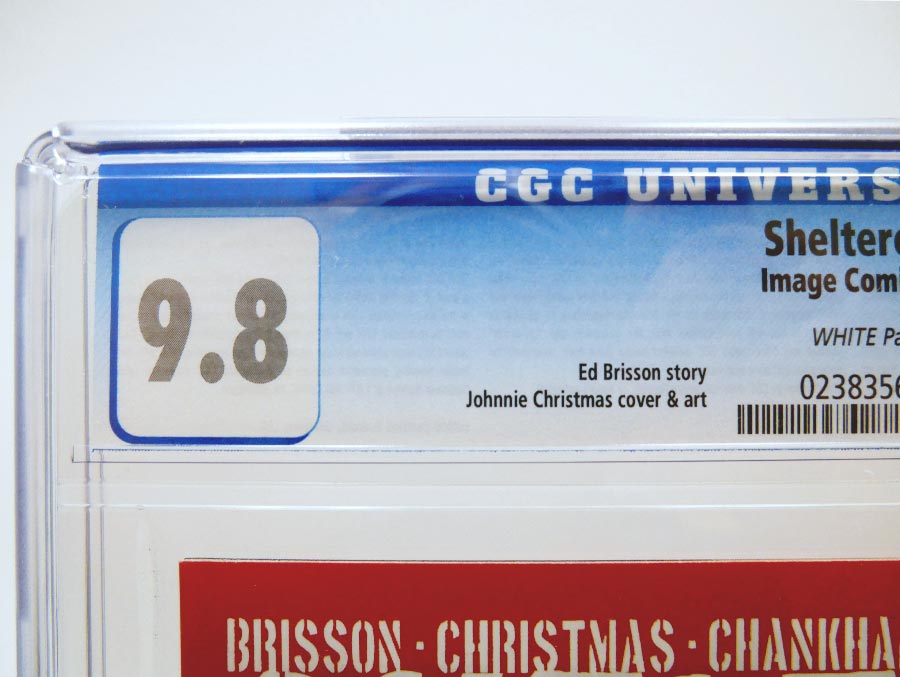 CGC UNIVERS
9.8
Sheltere
Image Comi
WHITE Pa
Ed Brisson story
Johnnie Christmas cover & art
0238356
BRISSON · CHRISTMAS · CHANKHA